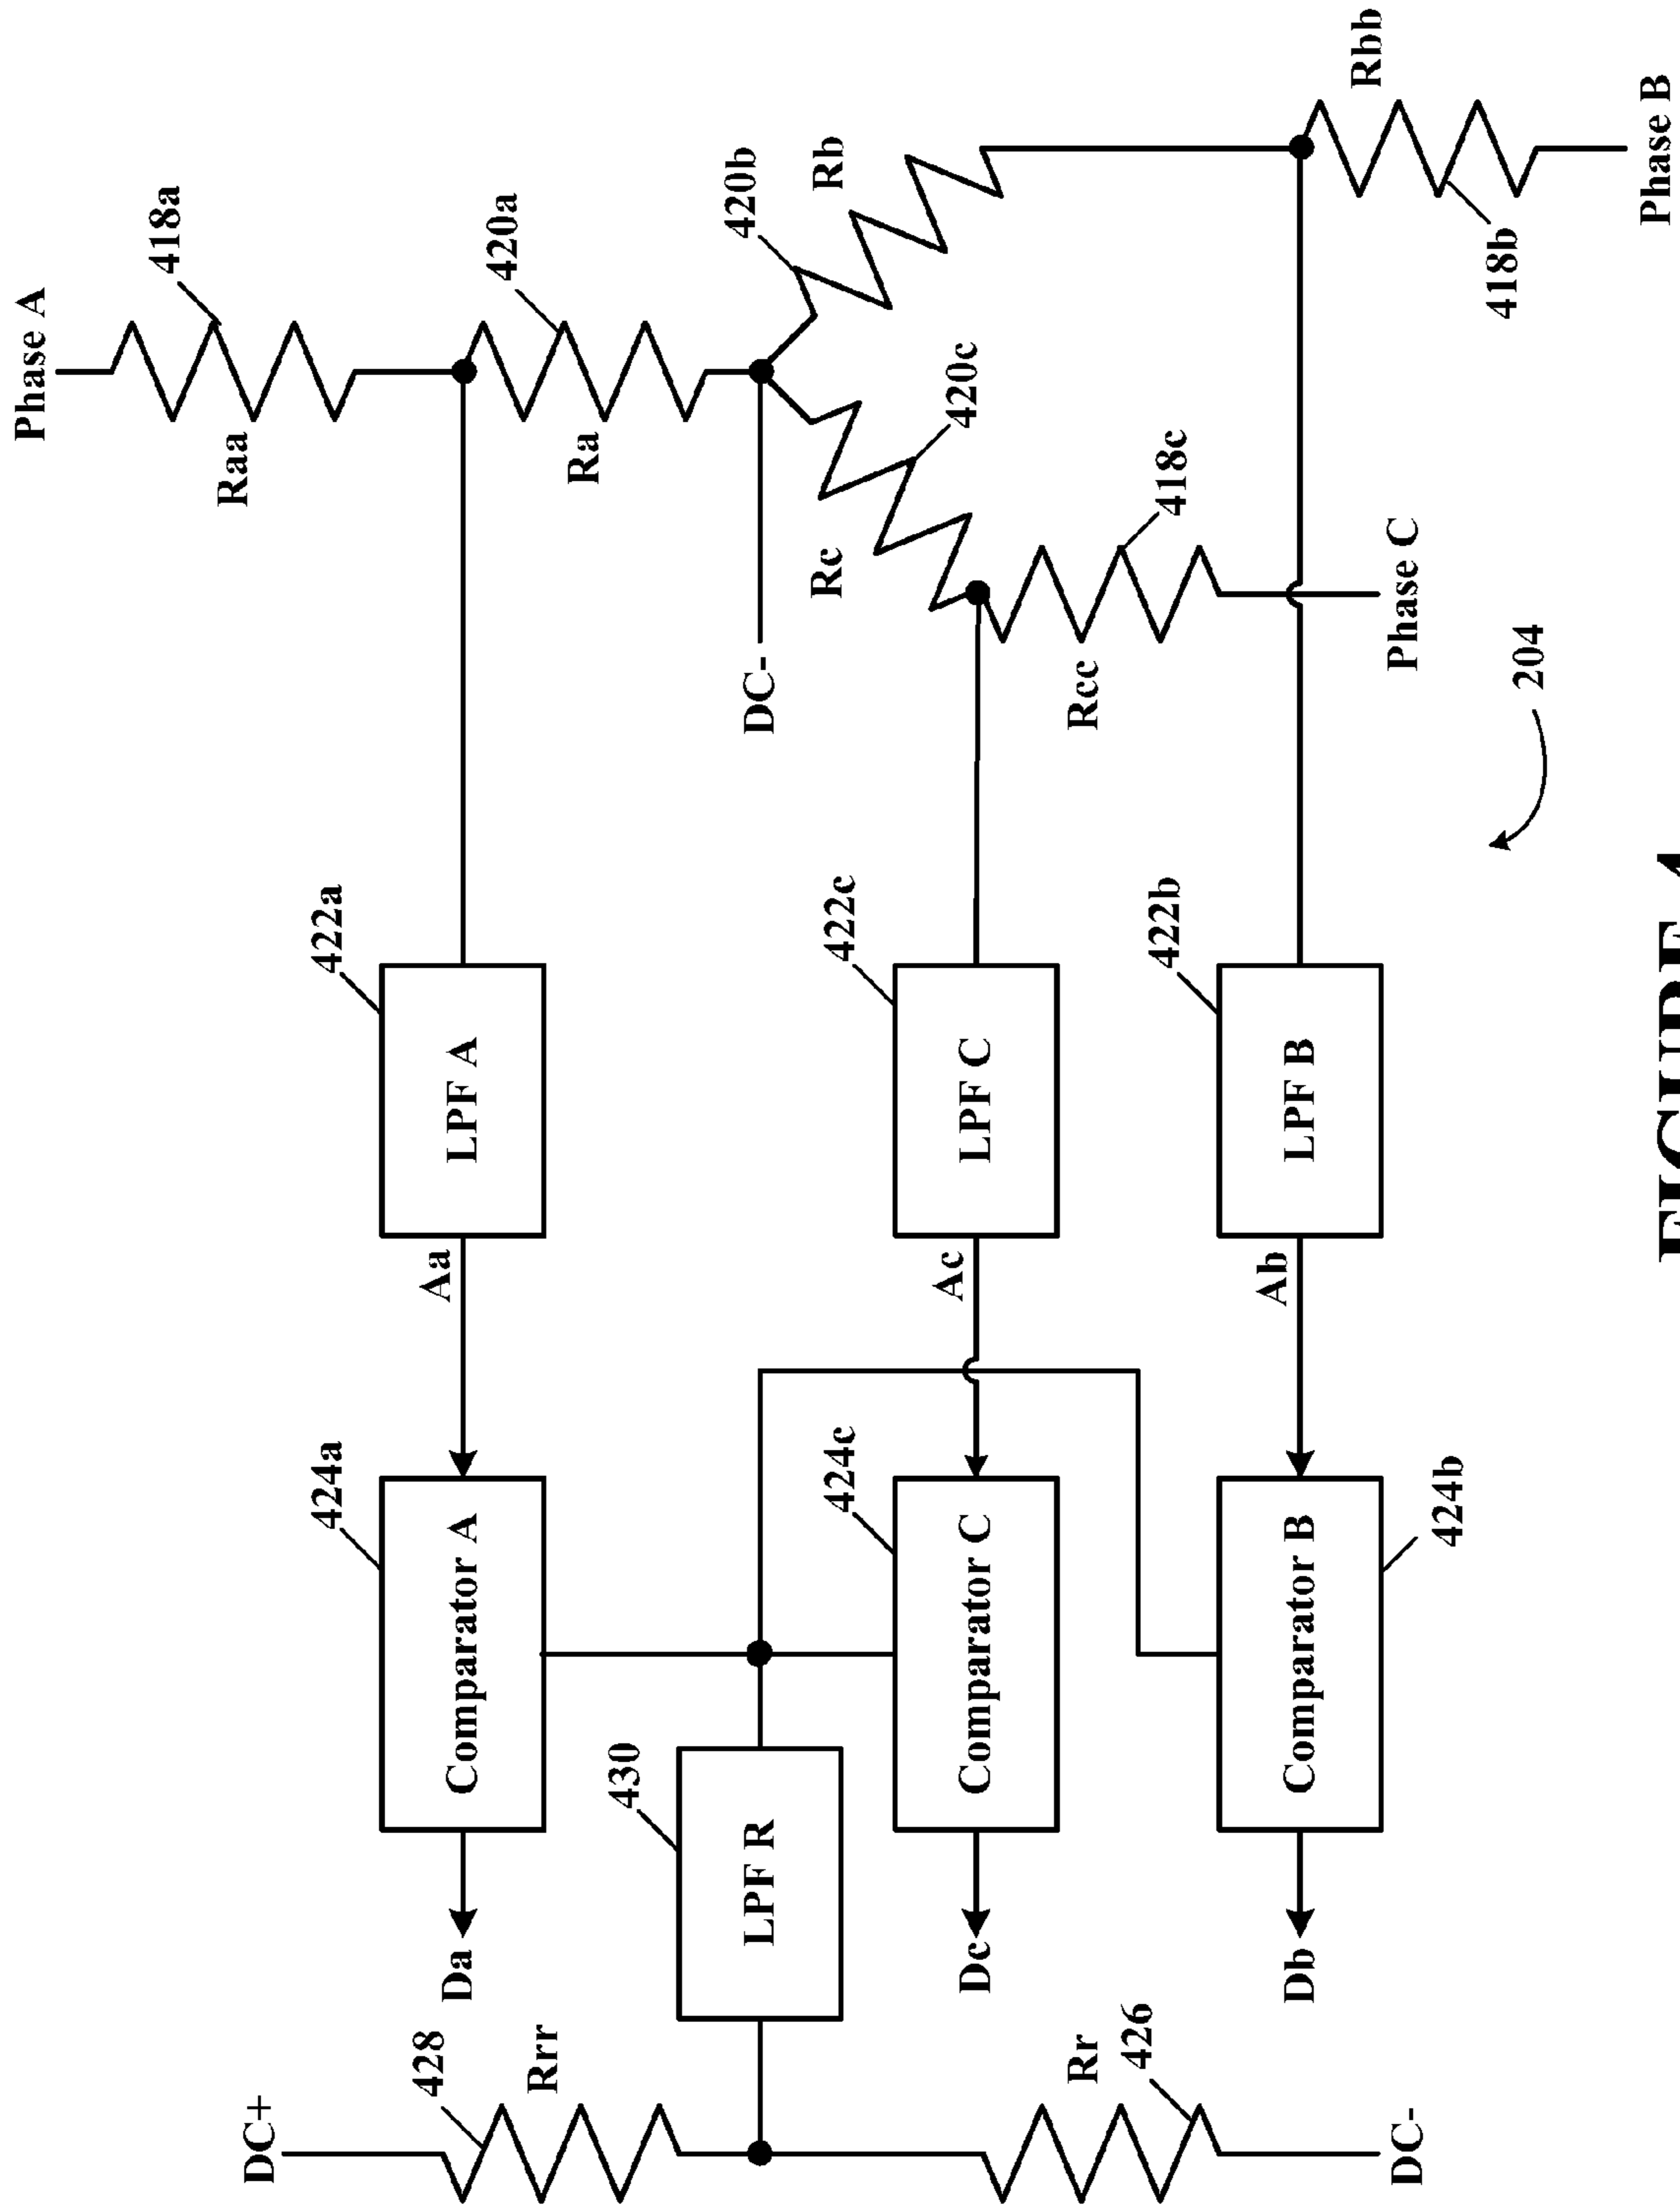 Phase A
418a
Raa
DC+
424a
422a
428
Aa
Da
Comparator A
LPF A
420a
Rrr
Ra
430
420b
LPF R
DC-
Rc
Rb
424c
422c
Ac
420c
Dc
Comparator C
LPF C
Rr
Rcc
426
422b
418c
Ab
Db
Comparator B
LPF B
Rbb
DC-
Phase C
424b
418b
204
Phase B
FIGURE 4